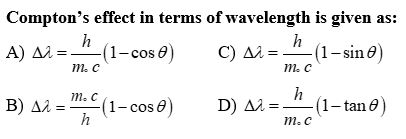 Compton's effect in terms of wavelength is given as:
A) Δλ = h/(m₀c) (1−cos θ)    C) Δλ = h/(m₀c) (1−sin θ)
B) Δλ = m₀c/h (1−cos θ)    D) Δλ = h/(m₀c) (1−tan θ)